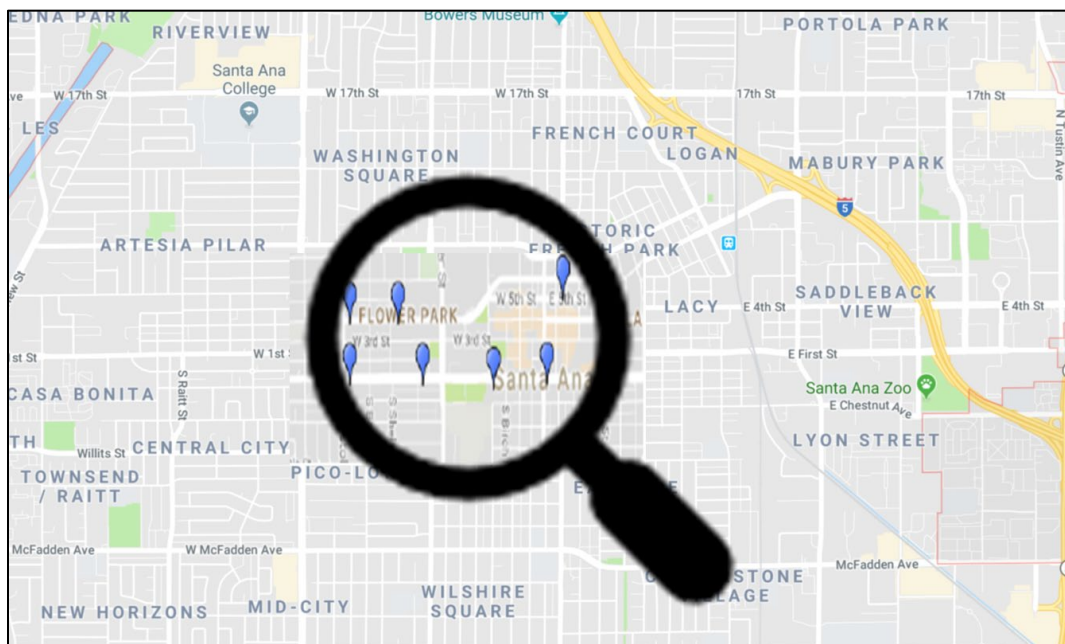 EDNA PARK
Bowers Museum
PORTOLA PARK
RIVERVIEW
Santa Ana
College
W 17th St
W 17th St
17th St
17th St
N Tustin Ave
LES
FRENCH COURT
LOGAN
WASHINGTON
SQUARE
MABURY PARK
5
ARTESIA PILAR
FRENCH PARK
W 5th St
E 5th St
LACY
E 4th St
SADDLEBACK
VIEW
E 4th St
FLOWER PARK
W 3rd St
W 3rd St
1st St
W 1st
E First St
Santa Ana
Santa Ana Zoo
E Chestnut Ave
CASA BONITA
S Raitt St
TH
Willits St
CENTRAL CITY
LYON STREET
TOWNSEND
/ RAITT
PICO-LO
McFadden Ave
W McFadden Ave
McFadden Ave
NEW HORIZONS
MID-CITY
WILSHIRE
SQUARE